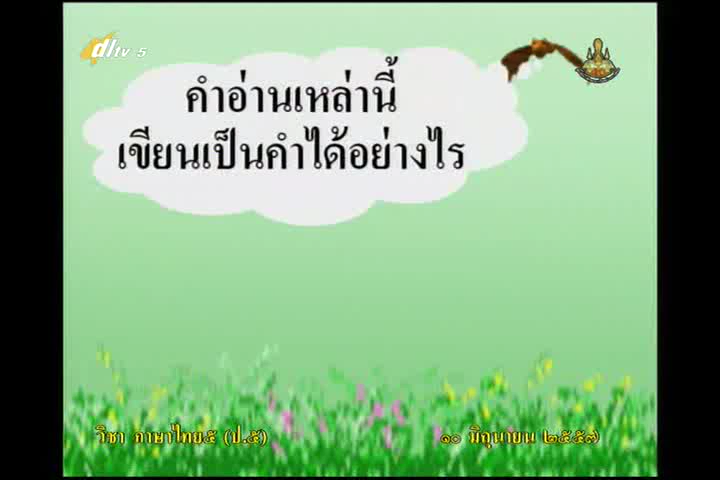 dltv 5
คำอ่านเหล่านี้
เขียนเป็นคำได้อย่างไร
วิชา ภาษาไทย๕ (ป.๕)
๑๐ มิถุนายน ๒๕๕๗